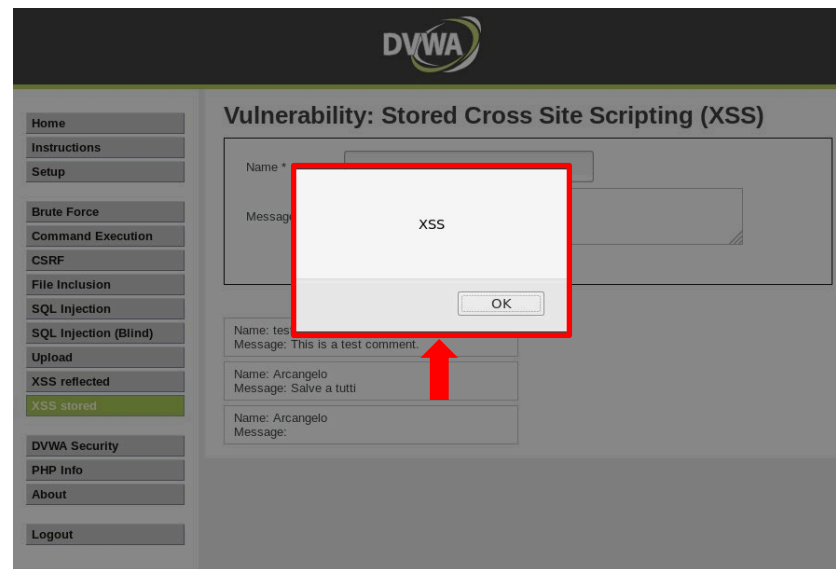 DVWA
Vulnerability: Stored Cross Site Scripting (XSS)
Home
Instructions
Setup
Brute Force
Command Execution
CSRF
File Inclusion
SQL Injection
SQL Injection (Blind)
Upload
XSS reflected
XSS stored
DVWA Security
PHP Info
About
Logout
Name *
Message
XSS
OK
Name: test
Message: This is a test comment.
Name: Arcangelo
Message: Salve a tutti
Name: Arcangelo
Message: